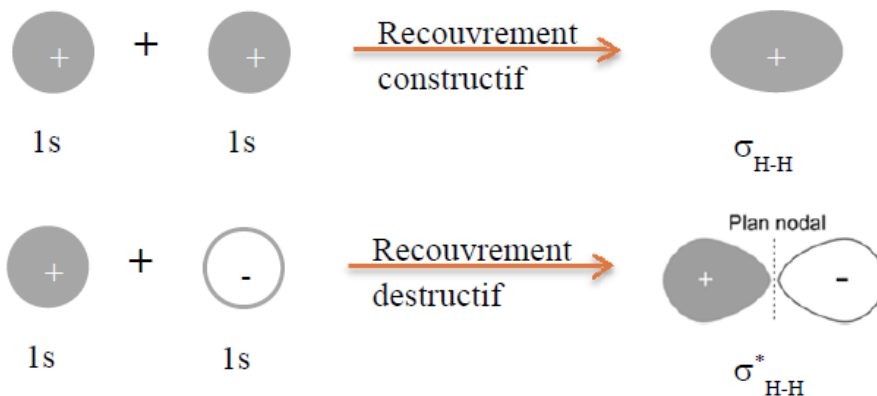 + + + Recouvrement +
constructif
1s 1s σH-H
Plan nodal
+ + - Recouvrement + -
destructif
1s 1s σ*H-H